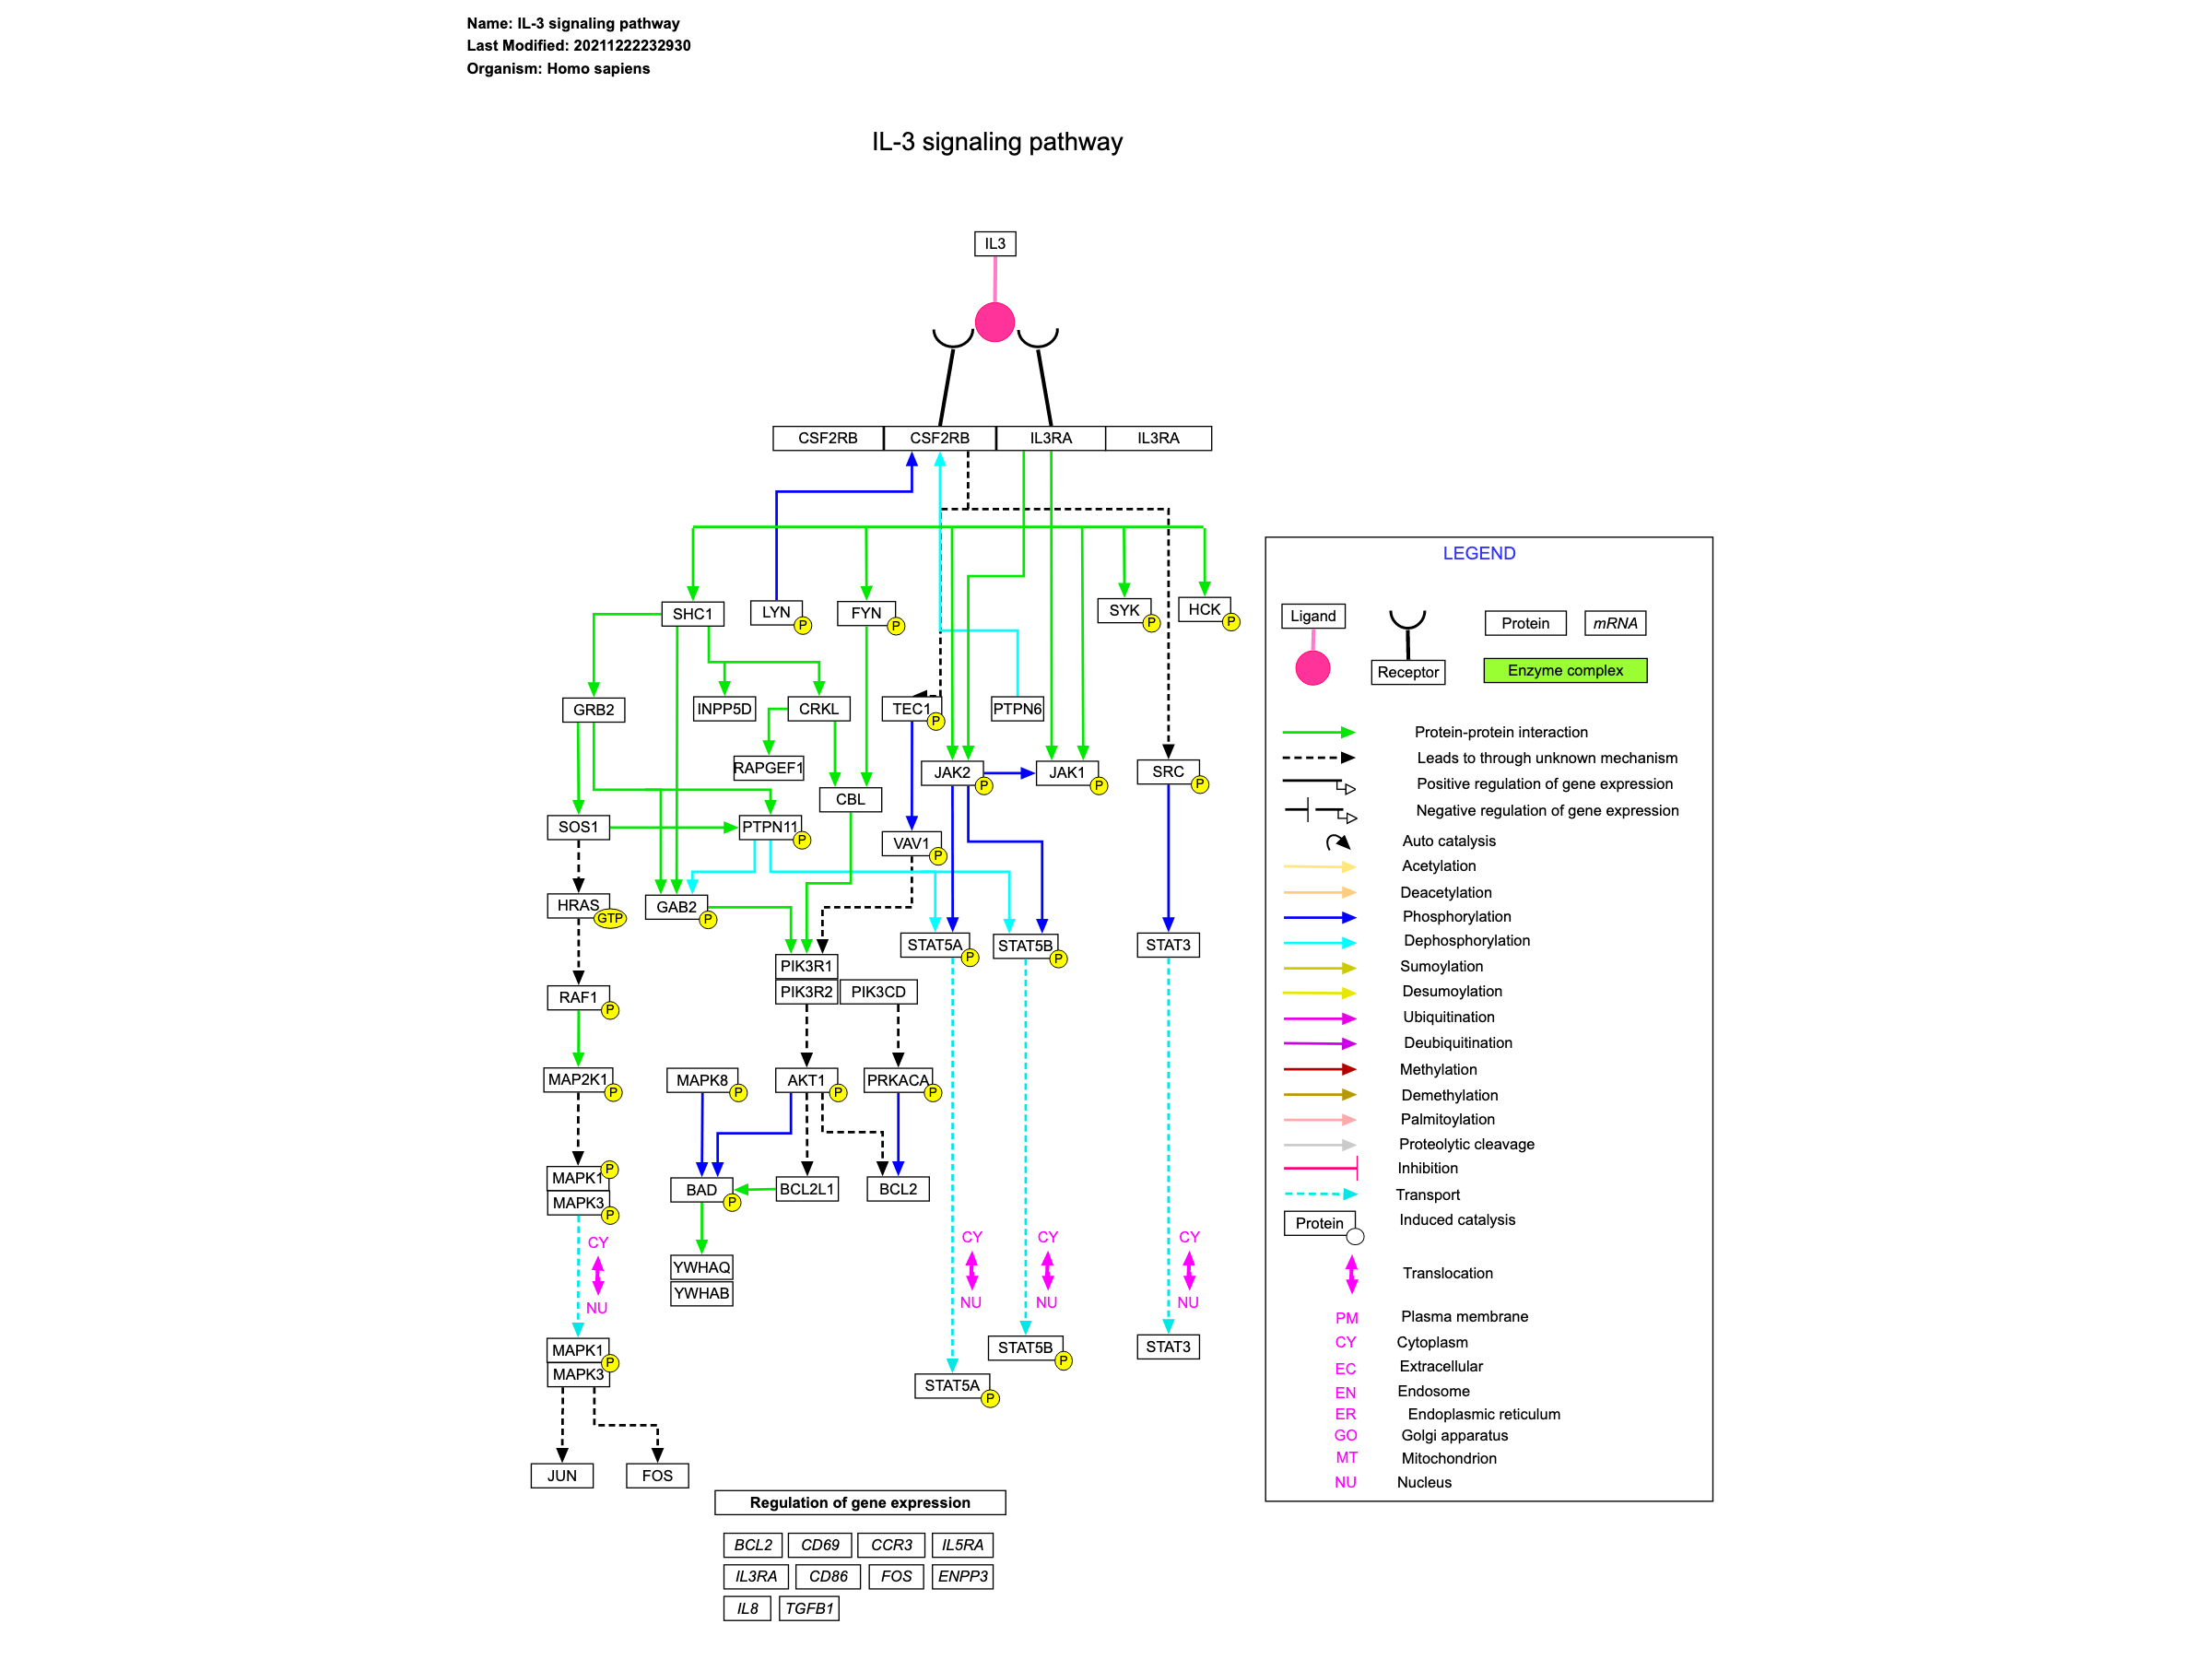 Name: IL-3 signaling pathway
Last Modified: 20211222232930
Organism: Homo sapiens
IL-3 signaling pathway
IL3
CSF2RB CSF2RB IL3RA IL3RA
SHC1 LYN P FYN P SYK P HCK P
GRB2 INPP5D CRKL TEC1 P PTPN6
RAPGEF1 JAK2 P JAK1 P SRC P
CBL
SOS1 PTPN11 P VAV1 P
HRAS GTP GAB2 P
STAT5A P STAT5B P STAT3
PIK3R1
PIK3R2 PIK3CD
RAF1 P
MAP2K1 P MAPK8 P AKT1 P PRKACA P
MAPK1 P
MAPK3 P
BAD P BCL2L1 BCL2
CY CY CY CY
YWHAQ
YWHAB
NU NU NU NU
MAPK1 P
MAPK3
STAT5B P STAT3
STAT5A P
JUN FOS
Regulation of gene expression
BCL2 CD69 CCR3 IL5RA
IL3RA CD86 FOS ENPP3
IL8 TGFB1
LEGEND
Ligand Protein mRNA
Receptor Enzyme complex
Protein-protein interaction
Leads to through unknown mechanism
Positive regulation of gene expression
Negative regulation of gene expression
Auto catalysis
Acetylation
Deacetylation
Phosphorylation
Dephosphorylation
Sumoylation
Desumoylation
Ubiquitination
Deubiquitination
Methylation
Demethylation
Palmitoylation
Proteolytic cleavage
Inhibition
Transport
Protein Induced catalysis
Translocation
PM Plasma membrane
CY Cytoplasm
EC Extracellular
EN Endosome
ER Endoplasmic reticulum
GO Golgi apparatus
MT Mitochondrion
NU Nucleus